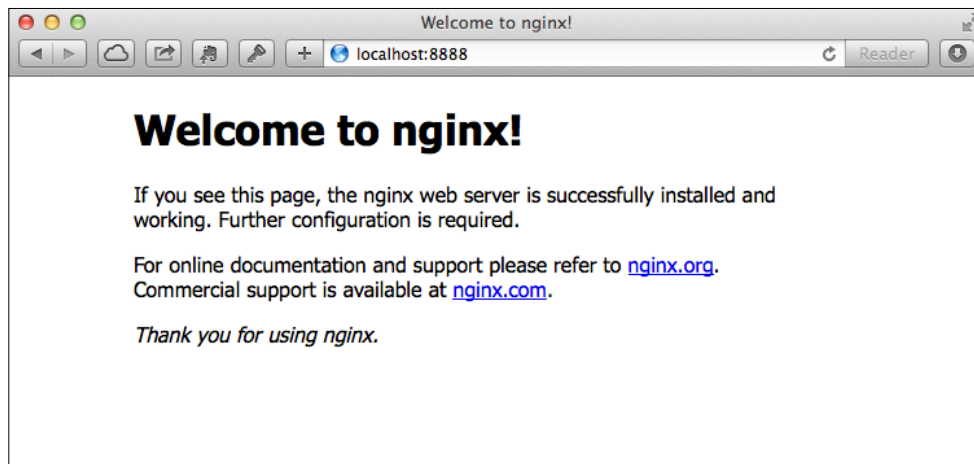 Welcome to nginx!
localhost:8888
Reader
Welcome to nginx!
If you see this page, the nginx web server is successfully installed and
working. Further configuration is required.
For online documentation and support please refer to nginx.org.
Commercial support is available at nginx.com.
Thank you for using nginx.